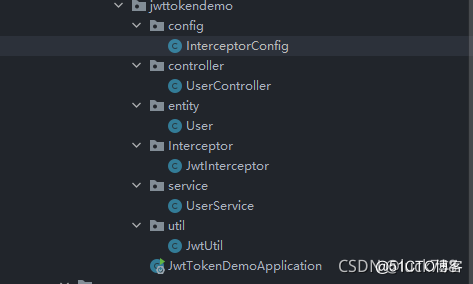 jwttokendemo
config
InterceptorConfig
controller
UserController
entity
User
Interceptor
JwtInterceptor
service
UserService
util
JwtUtil
JwtTokenDemoApplication
@51CTO博客